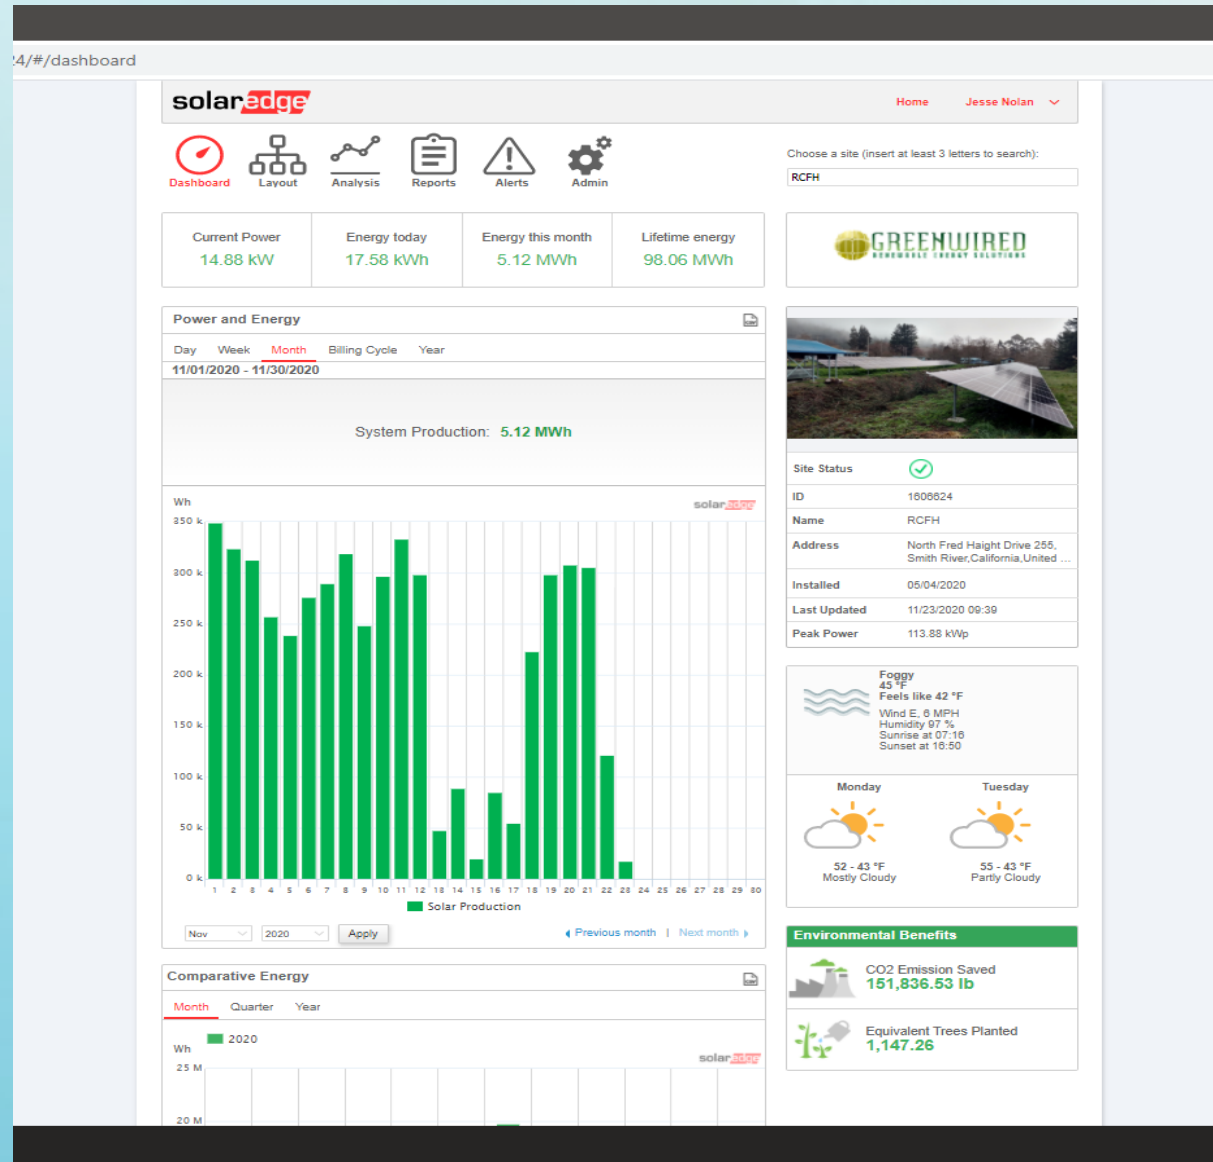 24/#/dashboard
solaredge
Home Jesse Nolan
Dashboard Layout Analysis Reports Alerts Admin
Choose a site (insert at least 3 letters to search):
RCFH
Current Power Energy today Energy this month Lifetime energy
14.88 kW 17.58 kWh 5.12 MWh 98.06 MWh
GREENWIRED
RENEWABLE ENERGY SOLUTIONS
Power and Energy
Day Week Month Billing Cycle Year
11/01/2020 - 11/30/2020
System Production: 5.12 MWh
Wh
solaredge
350 k
300 k
250 k
200 k
150 k
100 k
50 k
0 k
1 2 3 4 5 6 7 8 9 10 11 12 13 14 15 16 17 18 19 20 21 22 23 24 25 26 27 28 29 30
Solar Production
Nov 2020 Apply Previous month | Next month
Comparative Energy
Month Quarter Year
2020
Wh
solaredge
25 M
20 M
Site Status
ID 1606624
Name RCFH
Address North Fred Haight Drive 255,
Smith River,California,United ...
Installed 05/04/2020
Last Updated 11/23/2020 09:39
Peak Power 113.88 kWp
Foggy
45 °F
Feels like 42 °F
Wind E, 6 MPH
Humidity 97 %
Sunrise at 07:16
Sunset at 16:50
Monday Tuesday
52 - 43 °F 55 - 43 °F
Mostly Cloudy Partly Cloudy
Environmental Benefits
CO2 Emission Saved
151,836.53 lb
Equivalent Trees Planted
1,147.26